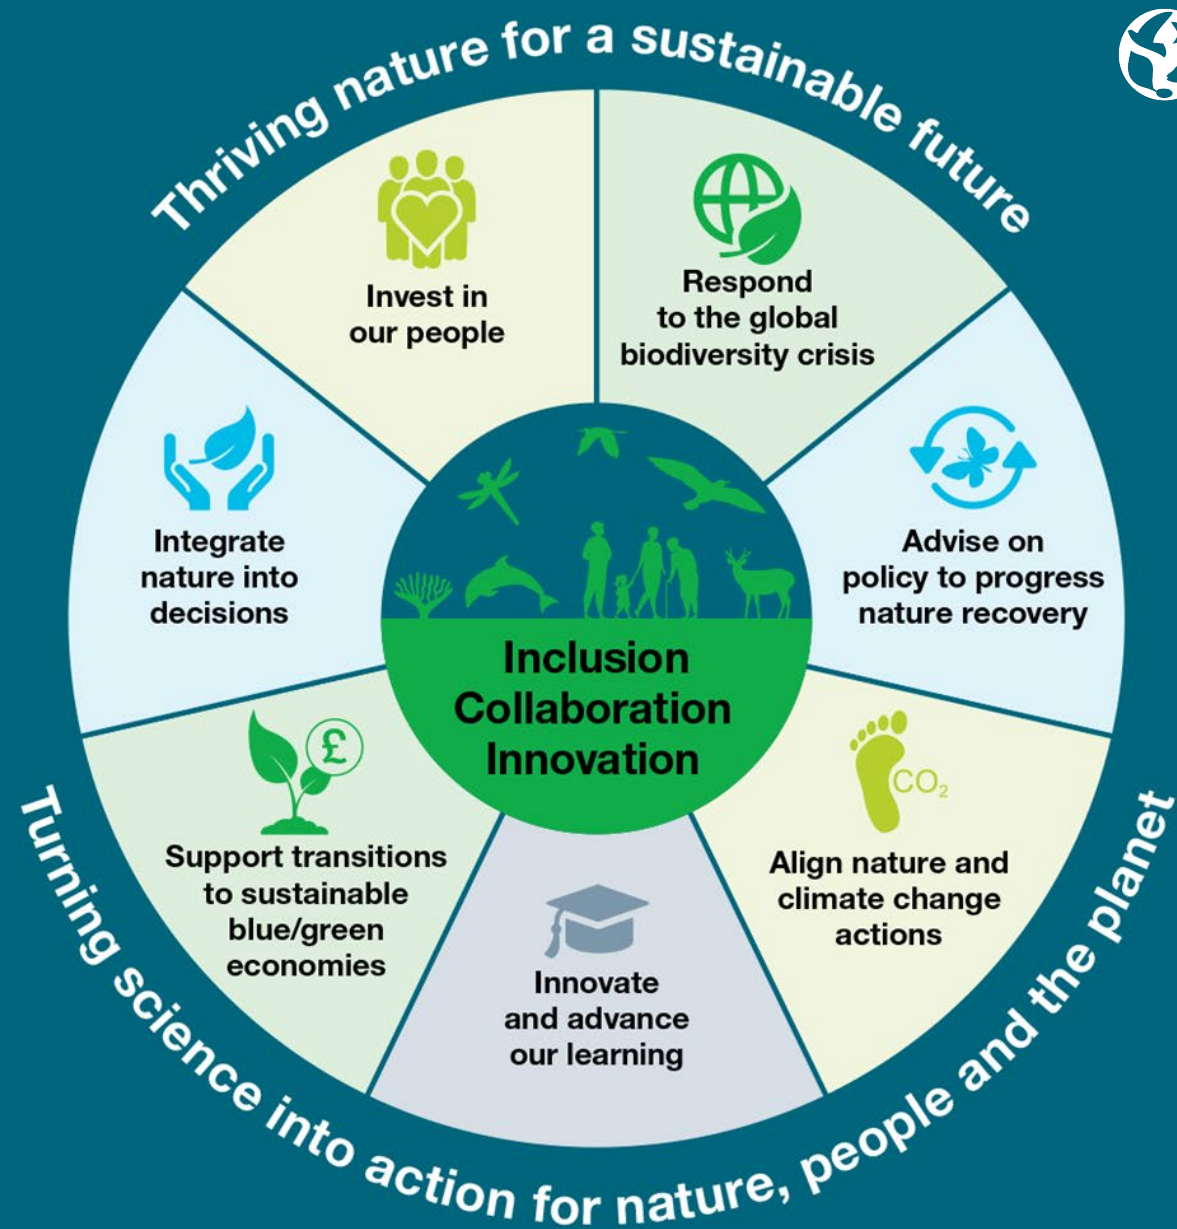 Thriving nature for a sustainable future
Invest in
our people
Respond
to the global
biodiversity crisis
Integrate
nature into
decisions
Advise on
policy to progress
nature recovery
Inclusion
Collaboration
Innovation
£
Support transitions
to sustainable
blue/green
economies
CO₂
Align nature and
climate change
actions
Innovate
and advance
our learning
Turning science into action for nature, people and the planet